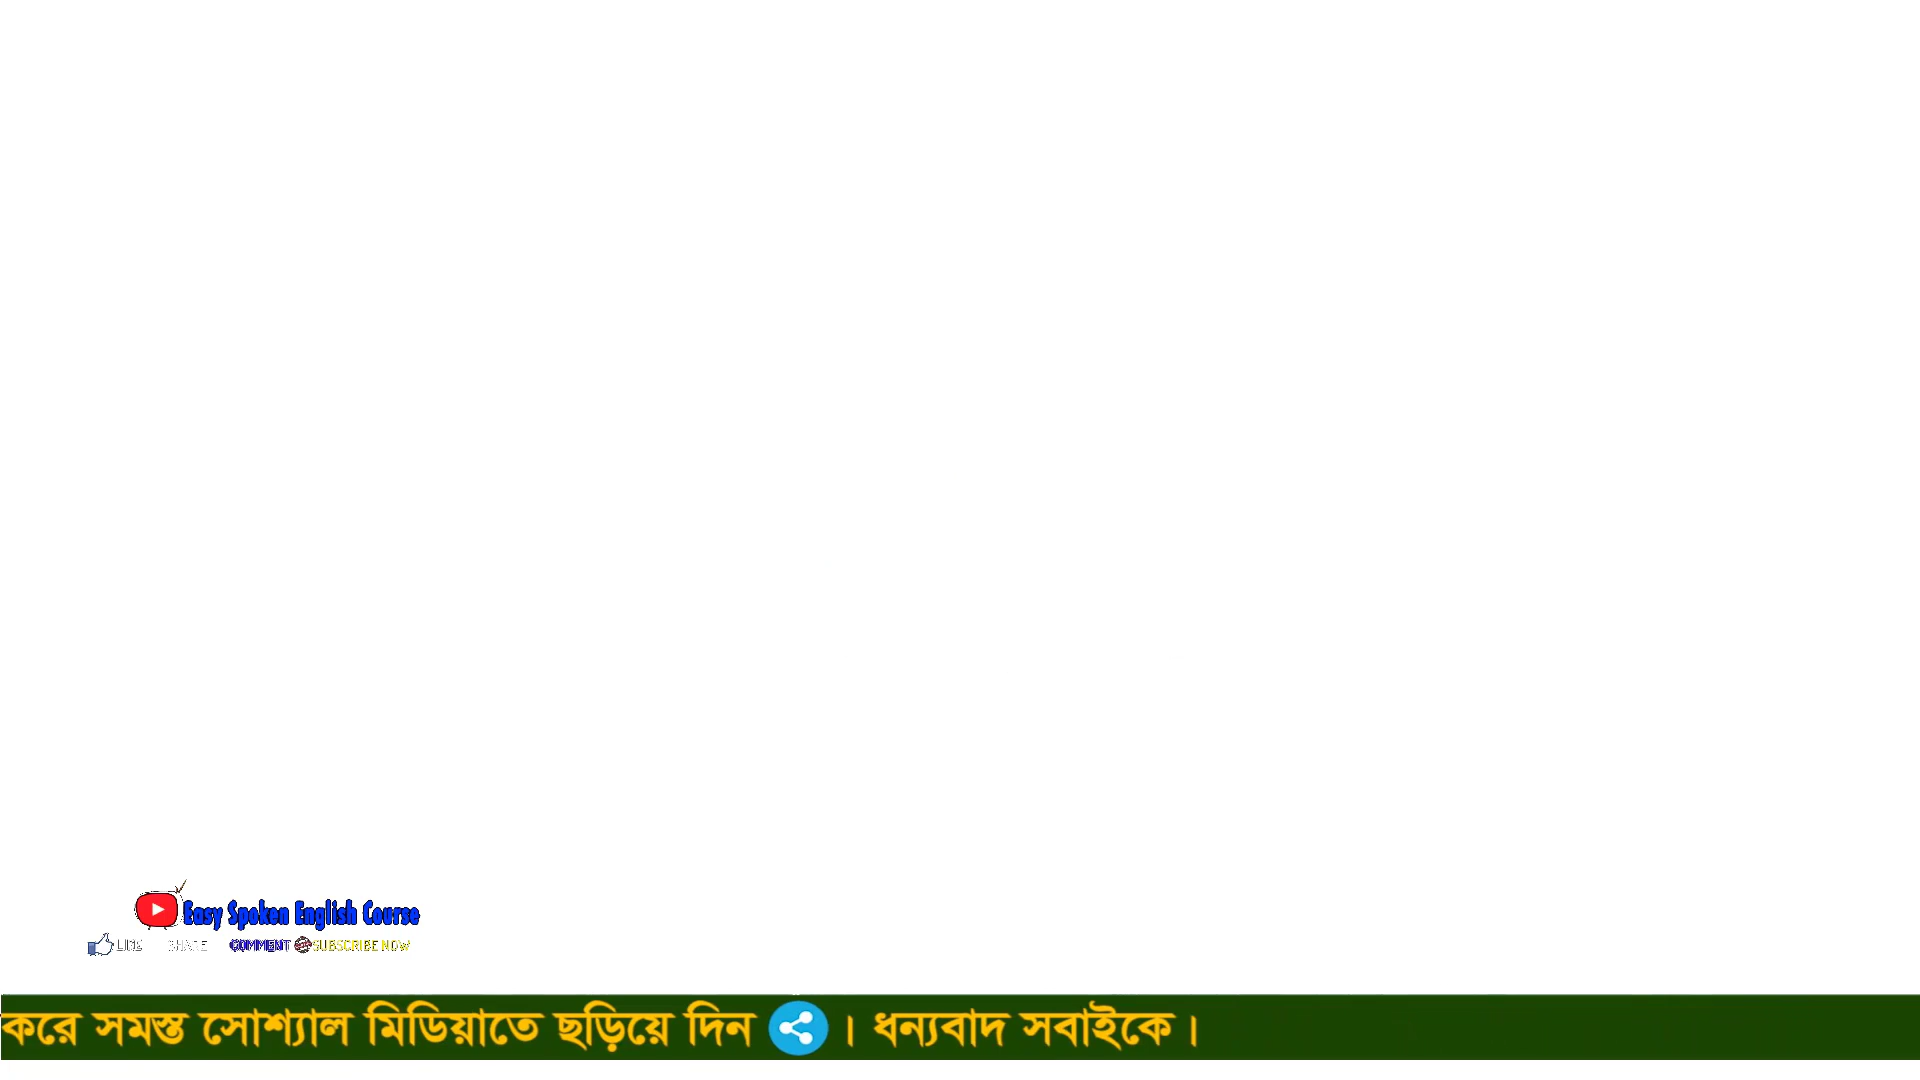 Easy Spoken English Course
LIKE SHARE COMMENT SUBSCRIBE NOW
করে সমস্ত সোশ্যাল মিডিয়াতে ছড়িয়ে দিন । ধন্যবাদ সবাইকে ।